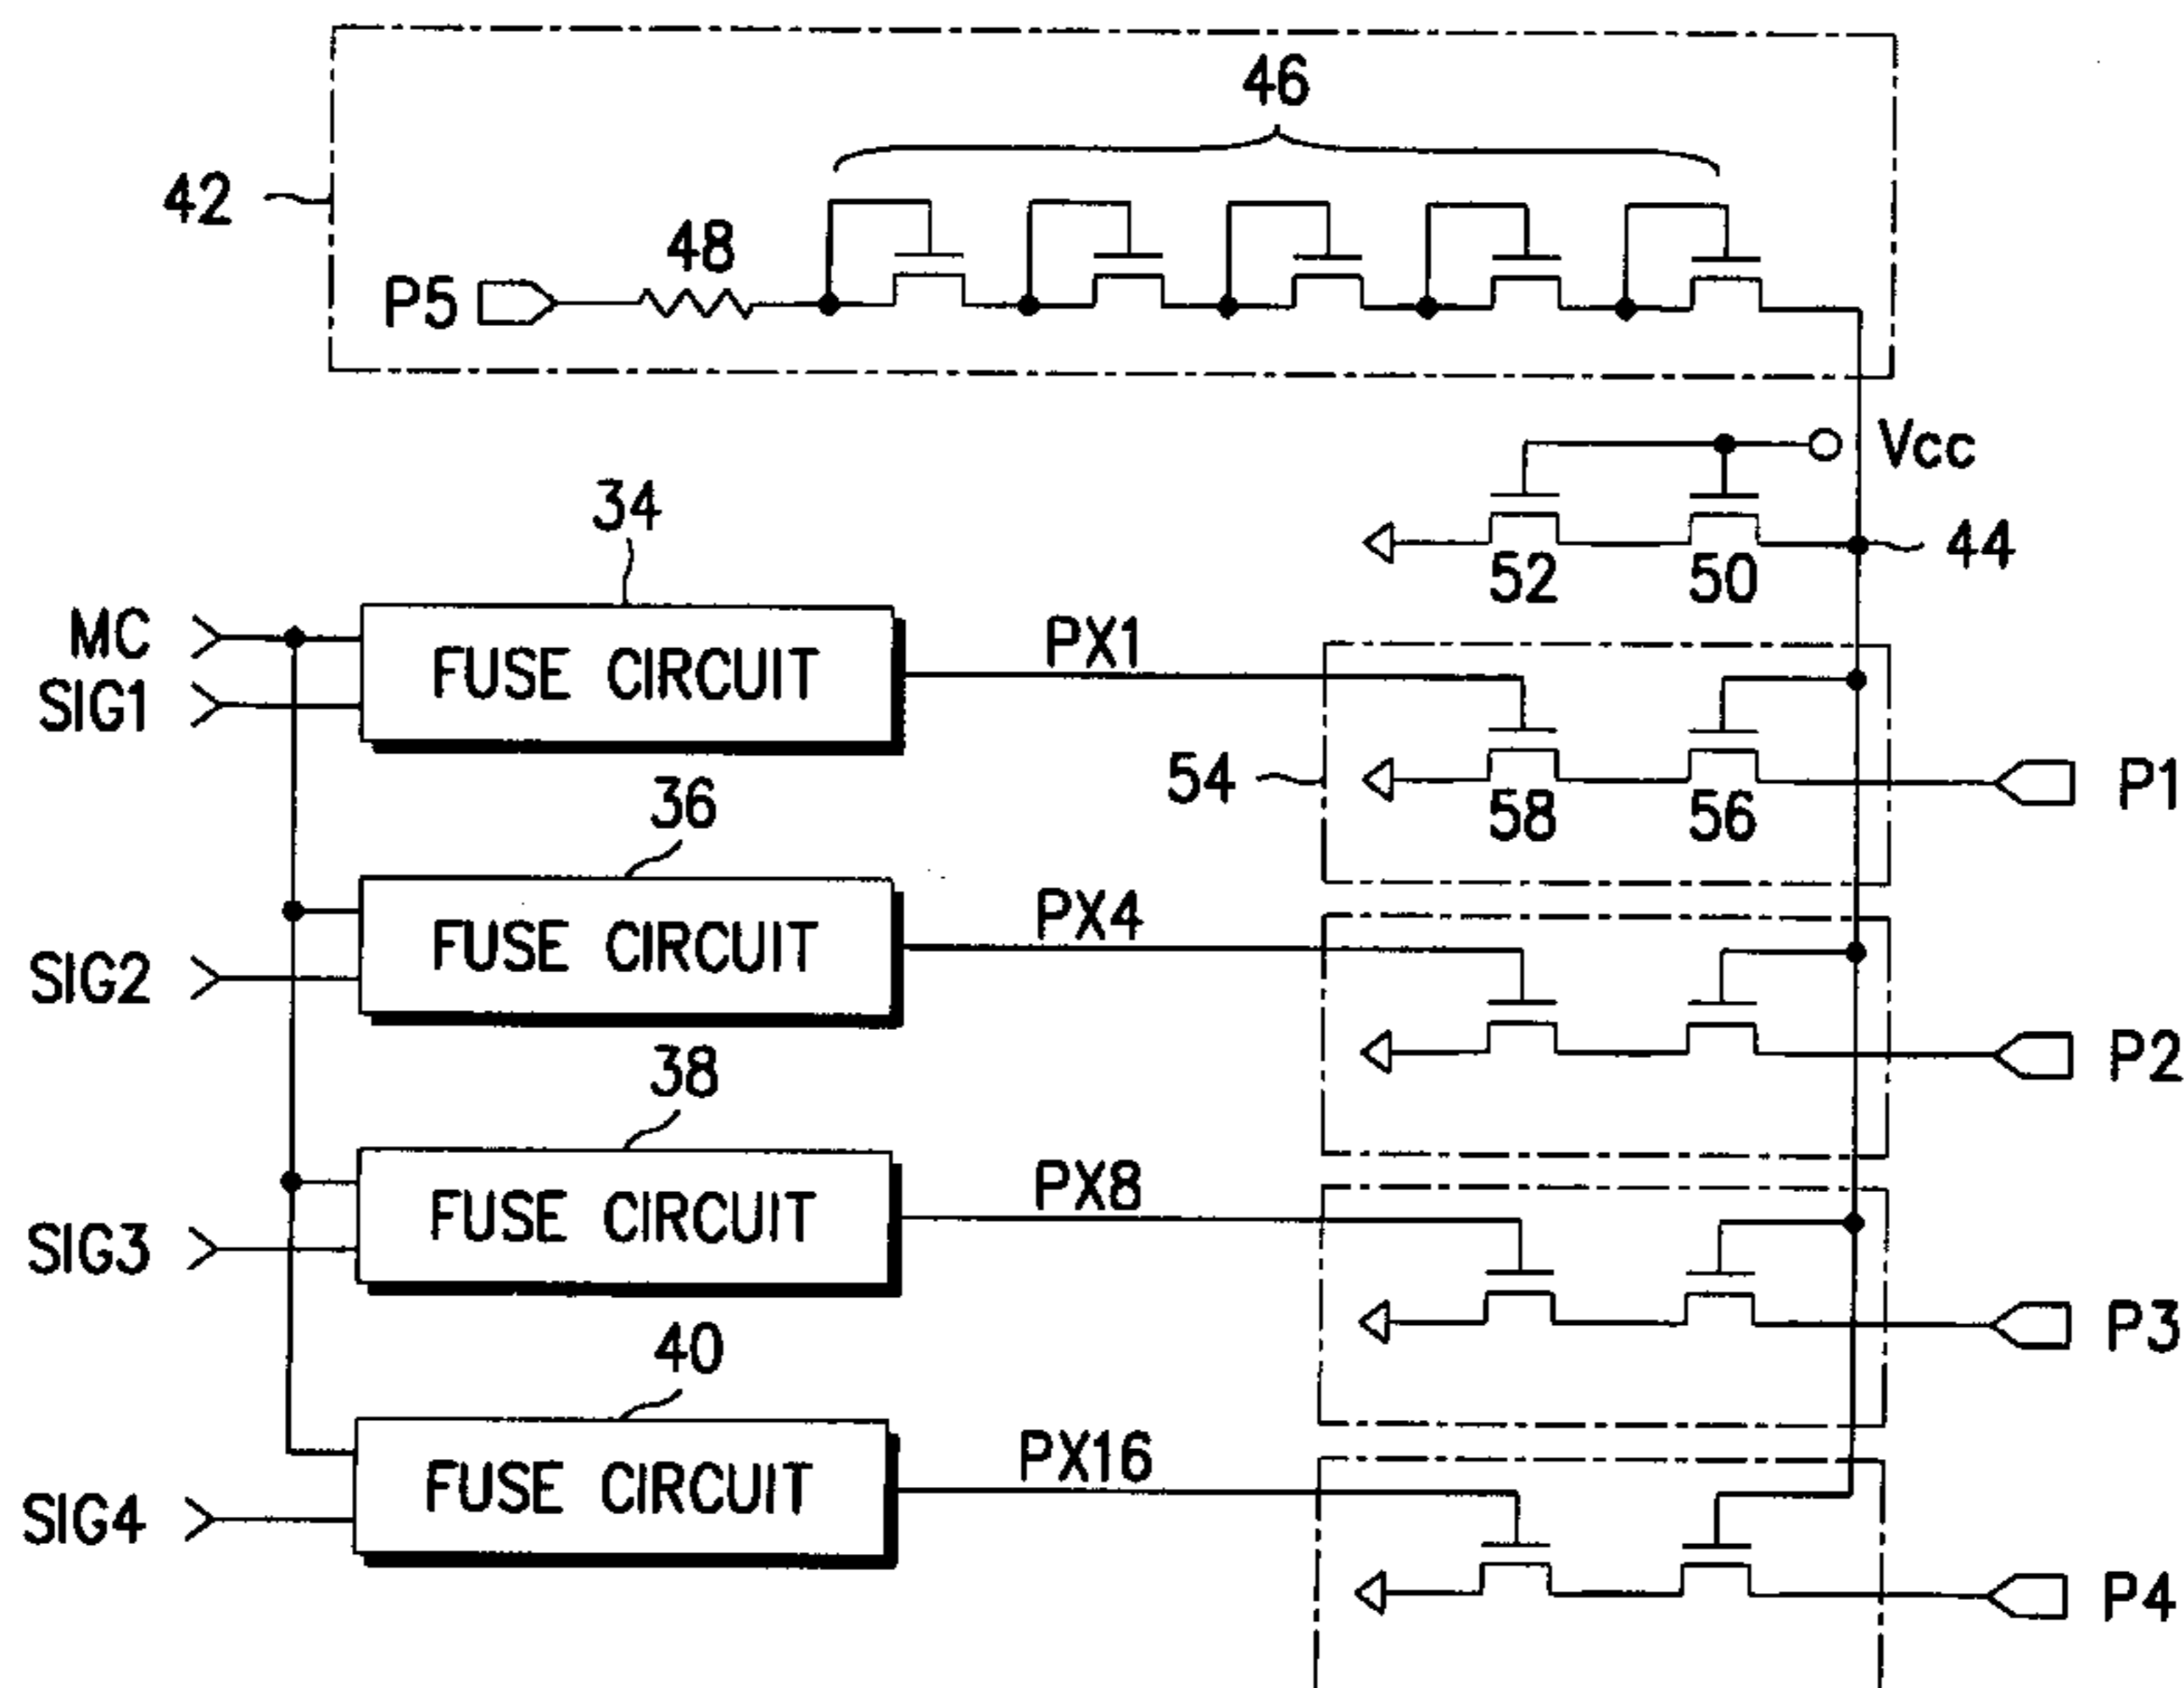 46
42
48
P5
Vcc
34
52
50
44
MC
FUSE CIRCUIT
PX1
SIG1
54
58
56
P1
36
FUSE CIRCUIT
PX4
SIG2
P2
38
FUSE CIRCUIT
PX8
SIG3
P3
40
FUSE CIRCUIT
PX16
SIG4
P4